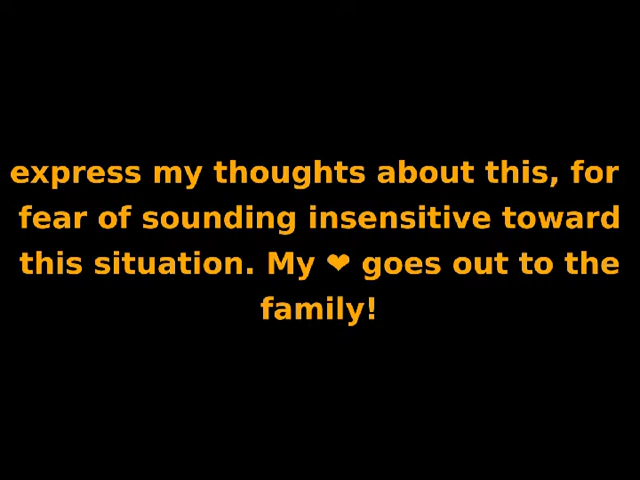 express my thoughts about this, for
fear of sounding insensitive toward
this situation. My ❤ goes out to the
family!